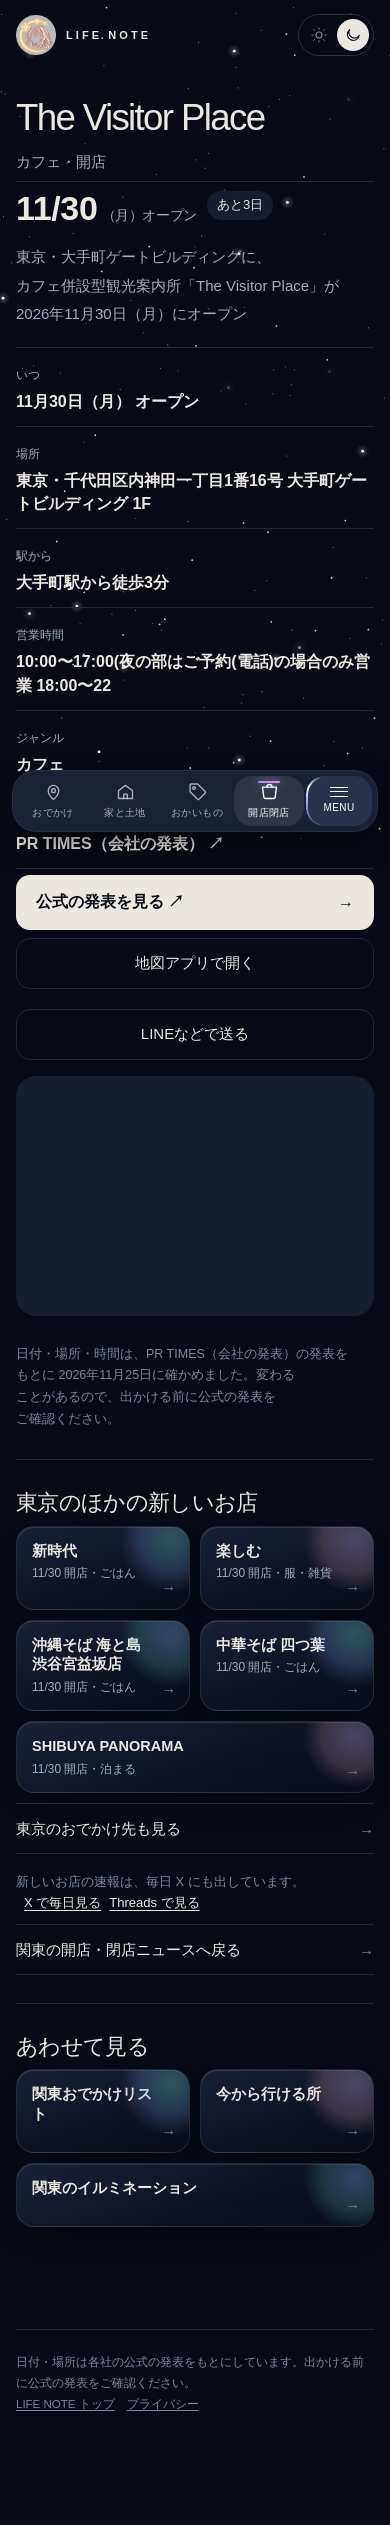 LIFE.NOTE
The Visitor Place
カフェ・開店
11/30 （月）オープン あと3日
東京・大手町ゲートビルディングに、
カフェ併設型観光案内所「The Visitor Place」が
2026年11月30日（月）にオープン
いつ
11月30日（月） オープン
場所
東京・千代田区内神田一丁目1番16号 大手町ゲー
トビルディング 1F
駅から
大手町駅から徒歩3分
営業時間
10:00〜17:00(夜の部はご予約(電話)の場合のみ営
業 18:00〜22
ジャンル
カフェ
おでかけ 家と土地 おかいもの 開店閉店 MENU
PR TIMES（会社の発表） ↗
公式の発表を見る ↗ →
地図アプリで開く
LINEなどで送る
日付・場所・時間は、PR TIMES（会社の発表）の発表を
もとに 2026年11月25日に確かめました。変わる
ことがあるので、出かける前に公式の発表を
ご確認ください。
東京のほかの新しいお店
新時代
11/30 開店・ごはん
→
楽しむ
11/30 開店・服・雑貨
→
沖縄そば 海と島
渋谷宮益坂店
11/30 開店・ごはん
→
中華そば 四つ葉
11/30 開店・ごはん
→
SHIBUYA PANORAMA
11/30 開店・泊まる
→
東京のおでかけ先も見る →
新しいお店の速報は、毎日 X にも出しています。
X で毎日見る Threads で見る
関東の開店・閉店ニュースへ戻る →
あわせて見る
関東おでかけリス
ト
→
今から行ける所
→
関東のイルミネーション
→
日付・場所は各社の公式の発表をもとにしています。出かける前
に公式の発表をご確認ください。
LIFE NOTE トップ プライバシー